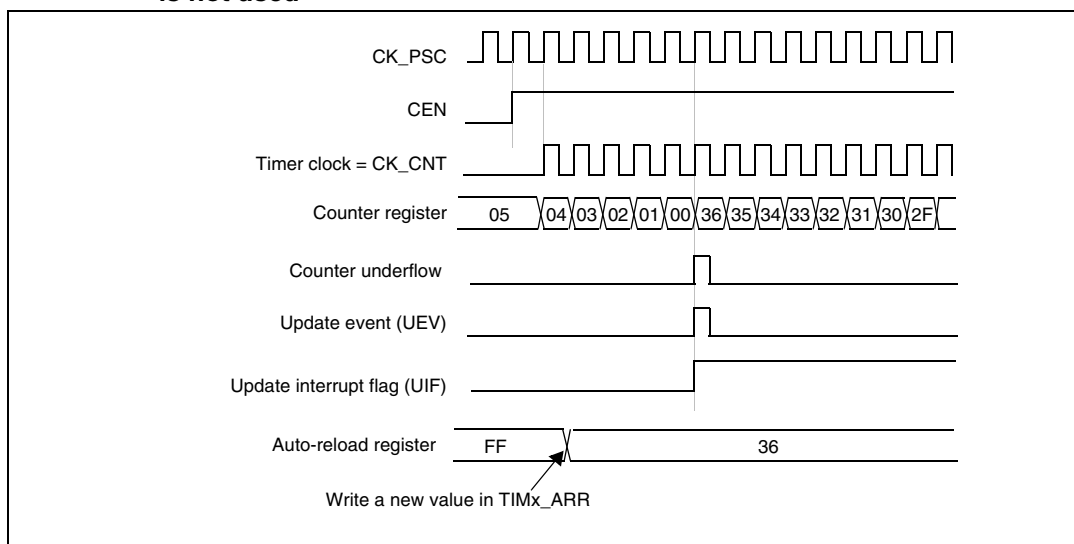 is not used
CK_PSC
CEN
Timer clock = CK_CNT
Counter register 05 04 03 02 01 00 36 35 34 33 32 31 30 2F
Counter underflow
Update event (UEV)
Update interrupt flag (UIF)
Auto-reload register FF 36
Write a new value in TIMx_ARR